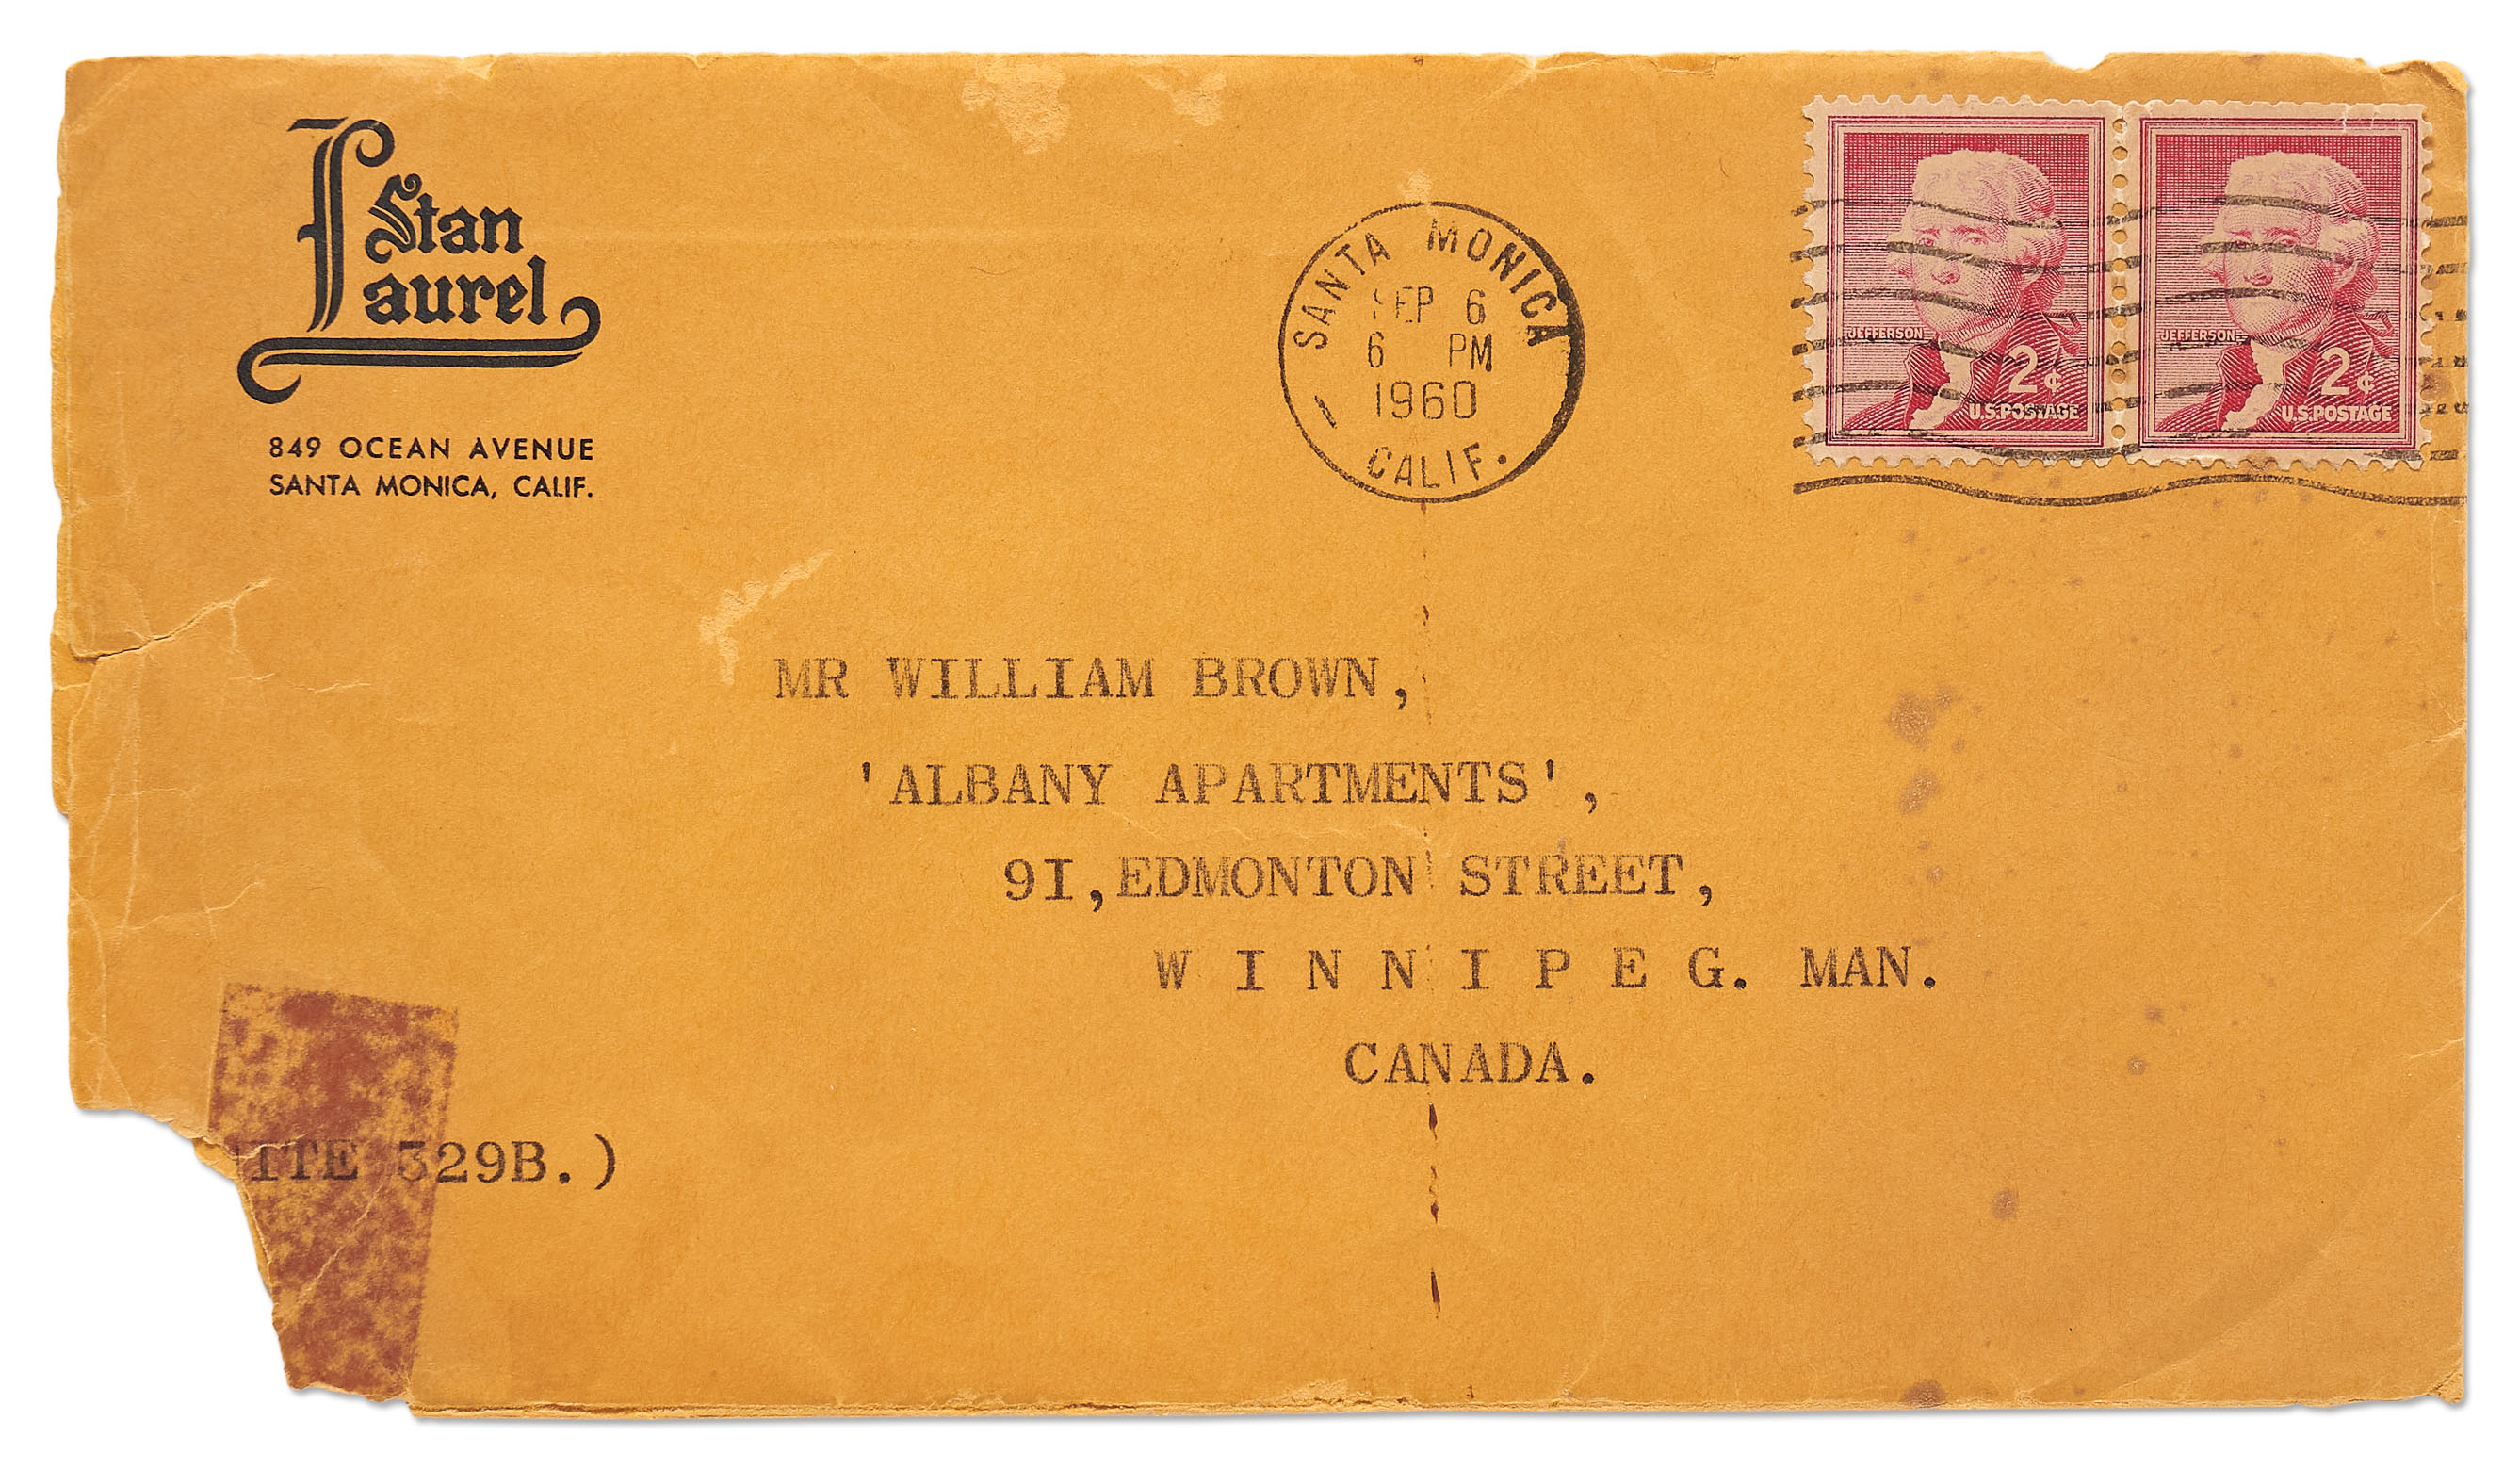 Stan
Laurel
849 OCEAN AVENUE
SANTA MONICA, CALIF.
SANTA MONICA
SEP 6
6 PM
1960
CALIF.
JEFFERSON
2¢
U.S. POSTAGE
JEFFERSON
2¢
U.S. POSTAGE
MR WILLIAM BROWN,
'ALBANY APARTMENTS',
9I, EDMONTON STREET,
W I N N I P E G. MAN.
CANADA.
329B.)